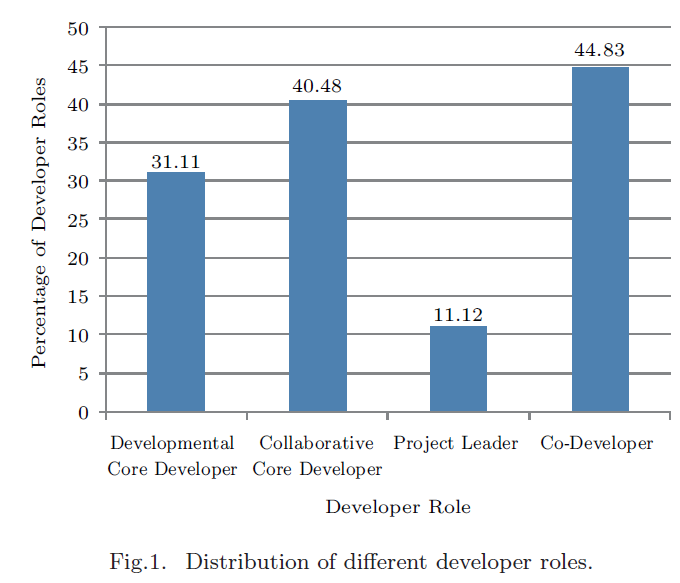 50
45
40
35
30
25
20
15
10
5
0
Percentage of Developer Roles
31.11
40.48
11.12
44.83
Developmental
Core Developer
Collaborative
Core Developer
Project Leader
Co-Developer
Developer Role
Fig.1. Distribution of different developer roles.